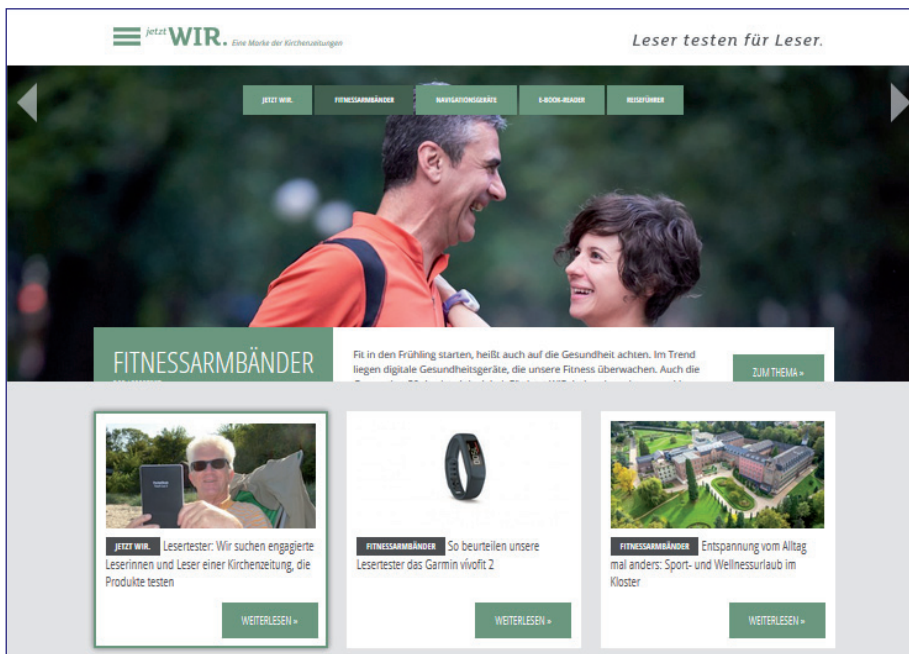 jetzt WIR. Eine Marke der Kirchenzeitungen
Leser testen für Leser.
JETZT WIR.
FITNESSARMBÄNDER
NAVIGATIONSGERÄTE
E-BOOK-READER
REISEFÜHRER
FITNESSARMBÄNDER
Fit in den Frühling starten, heißt auch auf die Gesundheit achten. Im Trend
liegen digitale Gesundheitsgeräte, die unsere Fitness überwachen. Auch die
ZUM THEMA »
JETZT WIR. Lesertester: Wir suchen engagierte
Leserinnen und Leser einer Kirchenzeitung, die
Produkte testen
WEITERLESEN »
FITNESSARMBÄNDER So beurteilen unsere
Lesertester das Garmin vívofit 2
WEITERLESEN »
FITNESSARMBÄNDER Entspannung vom Alltag
mal anders: Sport- und Wellnessurlaub im
Kloster
WEITERLESEN »